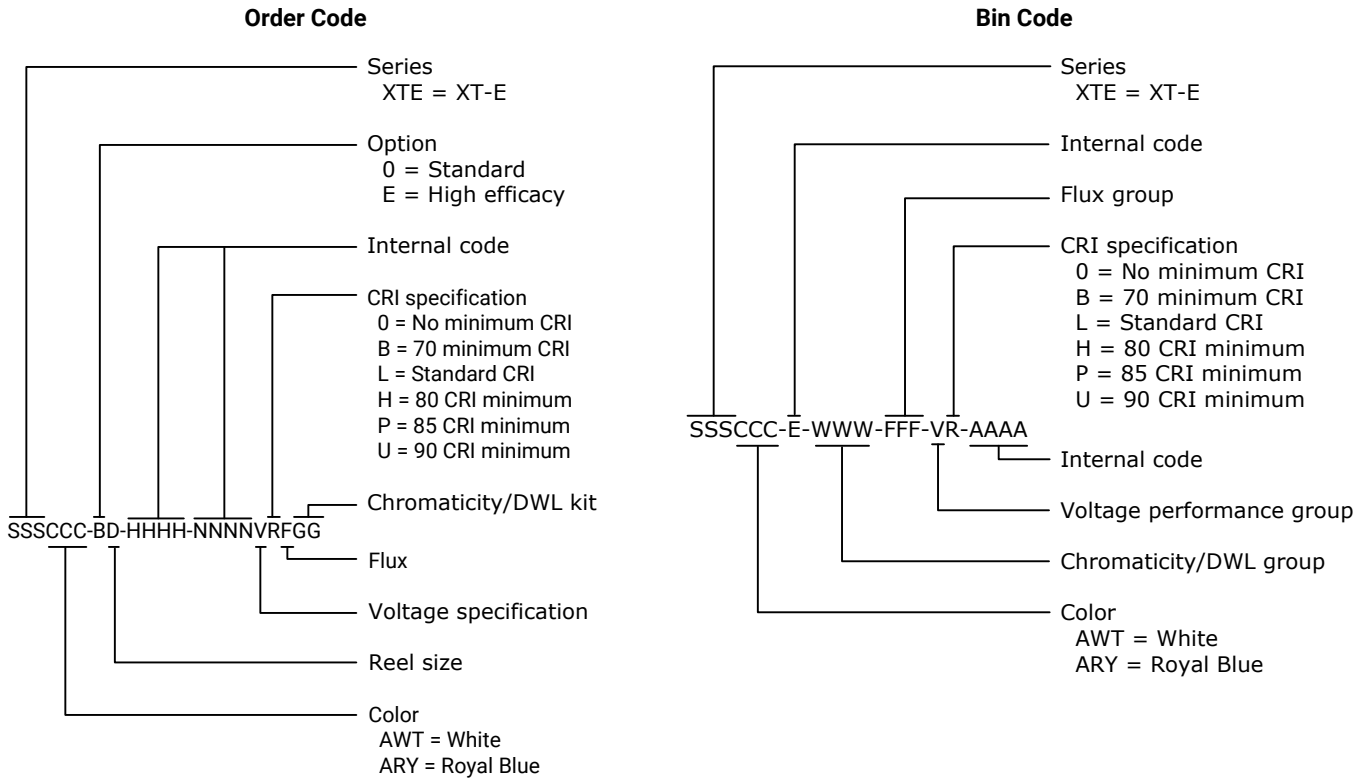 Order Code
Series
XTE = XT-E
Option
0 = Standard
E = High efficacy
Internal code
CRI specification
0 = No minimum CRI
B = 70 minimum CRI
L = Standard CRI
H = 80 CRI minimum
P = 85 CRI minimum
U = 90 CRI minimum
Chromaticity/DWL kit
SSSCCC-BD-HHHH-NNNNVRFGG
Flux
Voltage specification
Reel size
Color
AWT = White
ARY = Royal Blue
Bin Code
Series
XTE = XT-E
Internal code
Flux group
CRI specification
0 = No minimum CRI
B = 70 minimum CRI
L = Standard CRI
H = 80 CRI minimum
P = 85 CRI minimum
U = 90 CRI minimum
SSSCCC-E-WWW-FFF-VR-AAAA
Internal code
Voltage performance group
Chromaticity/DWL group
Color
AWT = White
ARY = Royal Blue